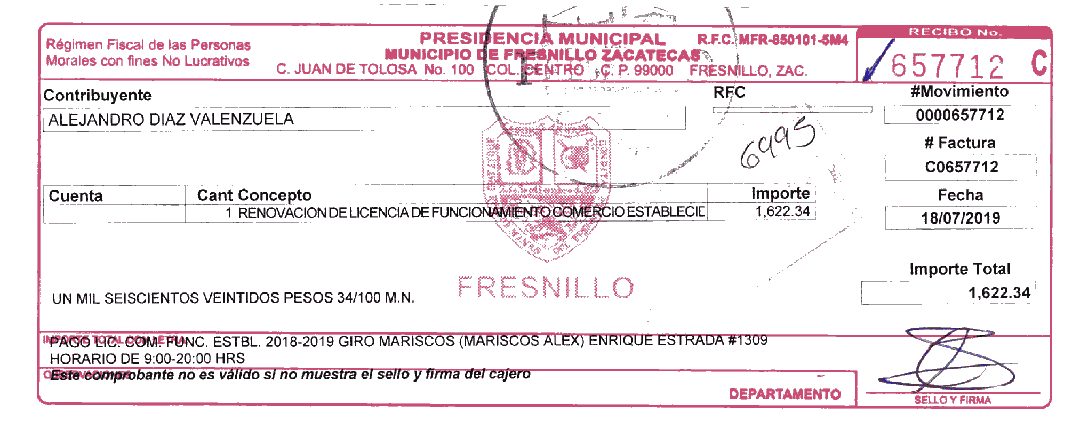 Régimen Fiscal de las Personas
Morales con fines No Lucrativos
PRESIDENCIA MUNICIPAL
R.F.C. MFR-850101-5M4
MUNICIPIO DE FRESNILLO ZACATECAS
C. JUAN DE TOLOSA No. 100 COL. CENTRO C. P. 99000 FRESNILLO, ZAC.
RECIBO No.
657712 C
Contribuyente
RFC
#Movimiento
ALEJANDRO DIAZ VALENZUELA
0000657712
6995
# Factura
C0657712
Cuenta
Cant Concepto
Importe
Fecha
1 RENOVACION DE LICENCIA DE FUNCIONAMIENTO COMERCIO ESTABLECIE
1,622.34
18/07/2019
FRESNILLO
Importe Total
1,622.34
UN MIL SEISCIENTOS VEINTIDOS PESOS 34/100 M.N.
IMPORTE TOTAL CON LETRA
PAGO LIC. COM. FUNC. ESTBL. 2018-2019 GIRO MARISCOS (MARISCOS ALEX) ENRIQUE ESTRADA #1309
HORARIO DE 9:00-20:00 HRS
Este comprobante no es válido si no muestra el sello y firma del cajero
DEPARTAMENTO
SELLO Y FIRMA